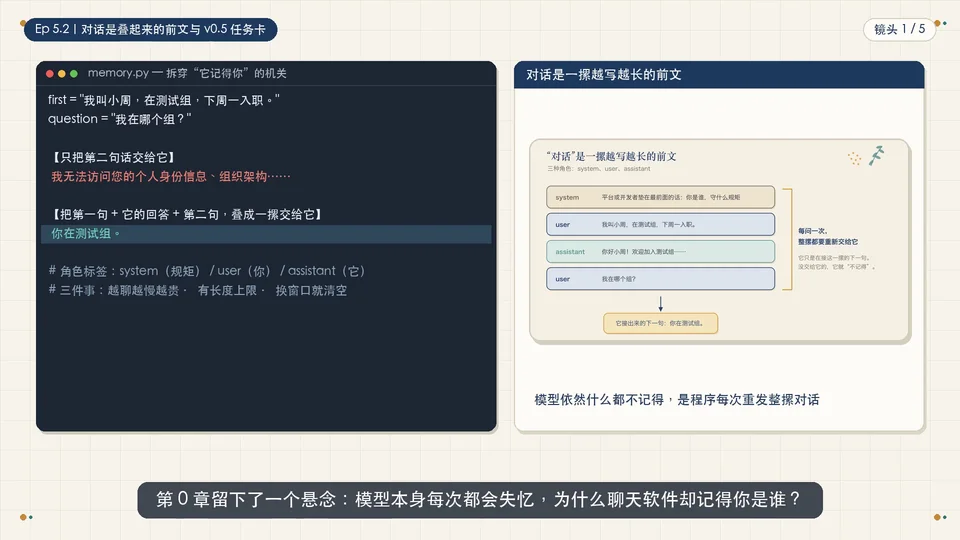 Ep 5.2 | 对话是叠起来的前文与 v0.5 任务卡
镜头 1 / 5
memory.py — 拆穿“它记得你”的机关
first = "我叫小周，在测试组，下周一入职。"
question = "我在哪个组？"
【只把第二句话交给它】
我无法访问您的个人身份信息、组织架构……
【把第一句 + 它的回答 + 第二句，叠成一摞交给它】
你在测试组。
# 角色标签：system（规矩） / user（你） / assistant（它）
# 三件事：越聊越慢越贵 · 有长度上限 · 换窗口就清空
对话是一摞越写越长的前文
“对话”是一摞越写越长的前文
三种角色：system、user、assistant
system 平台或开发者垫在最前面的话：你是谁，守什么规矩
user 我叫小周，在测试组，下周一入职。
assistant 你好小周！欢迎加入测试组……
user 我在哪个组？
每问一次，
整摞都要重新交给它
它只是在接这一摞的下一句。
没交给它的，它就“不记得”。
它接出来的下一句：你在测试组。
模型依然什么都不记得，是程序每次重发整摞对话
第 0 章留下了一个悬念：模型本身每次都会失忆，为什么聊天软件却记得你是谁？